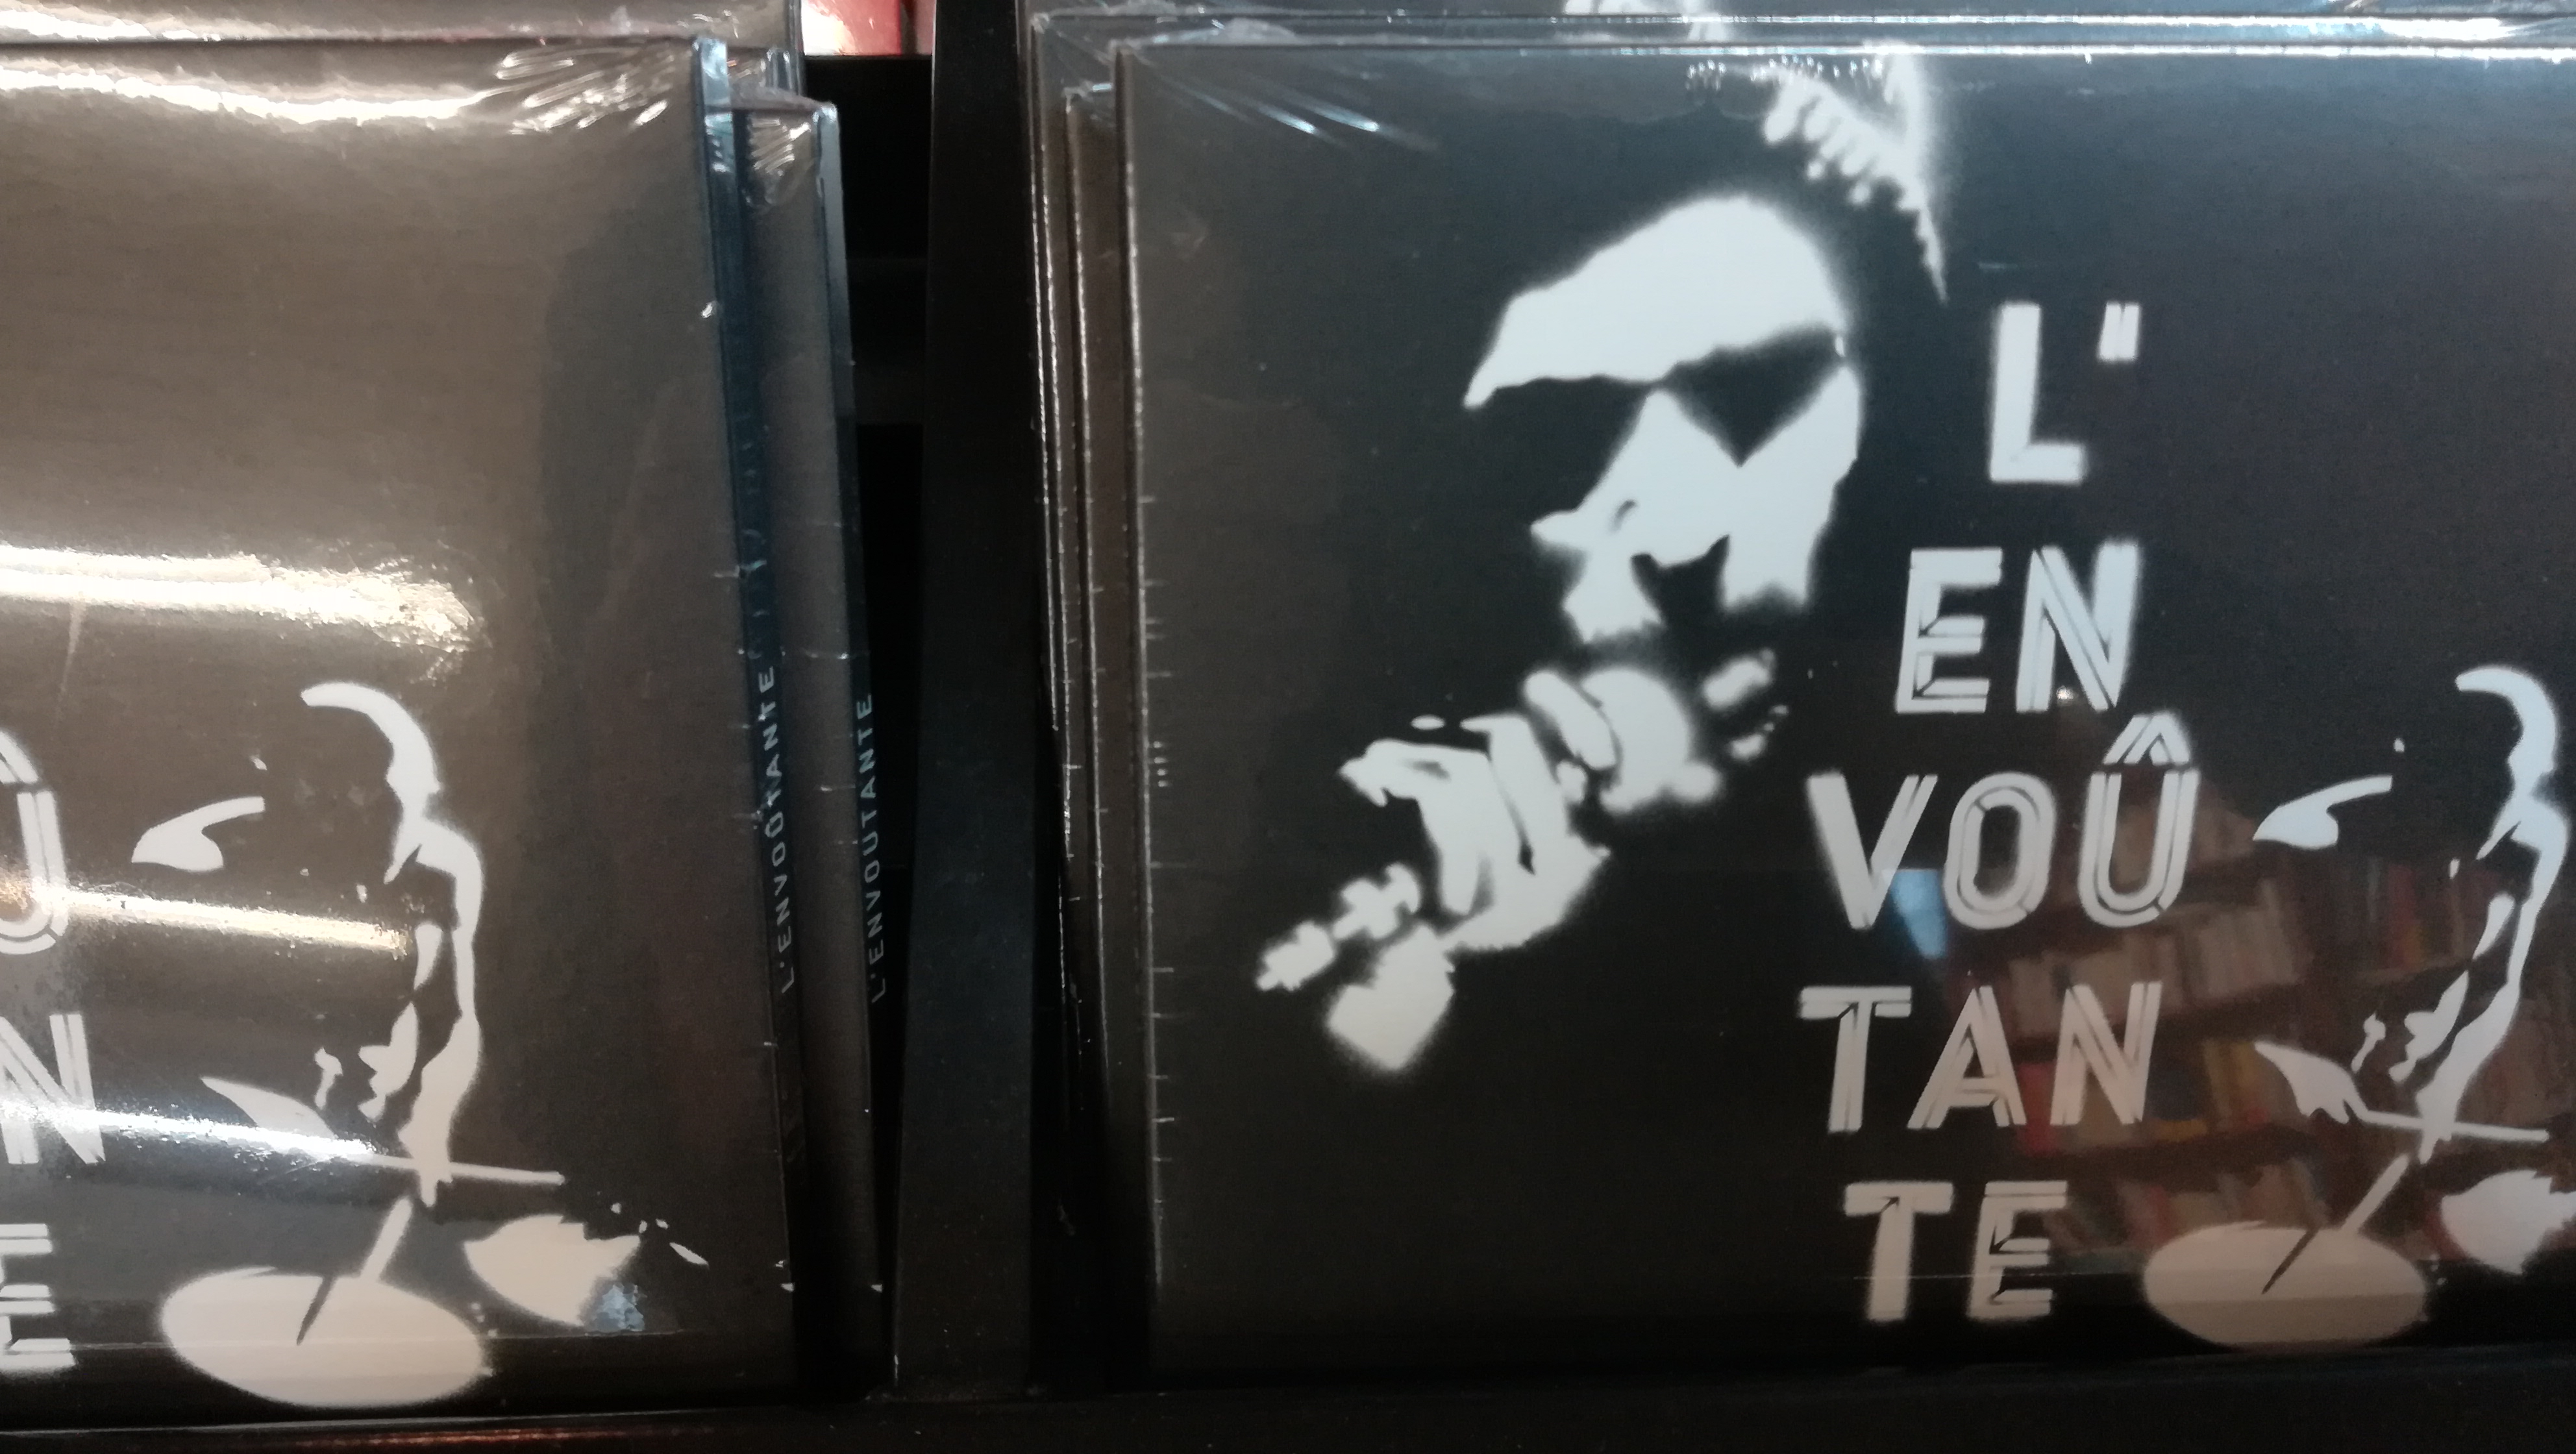 Û
N
E
L'ENVOÛTANTE
L'ENVOUTANTE
L'
EN
VOÛ
TAN
TE